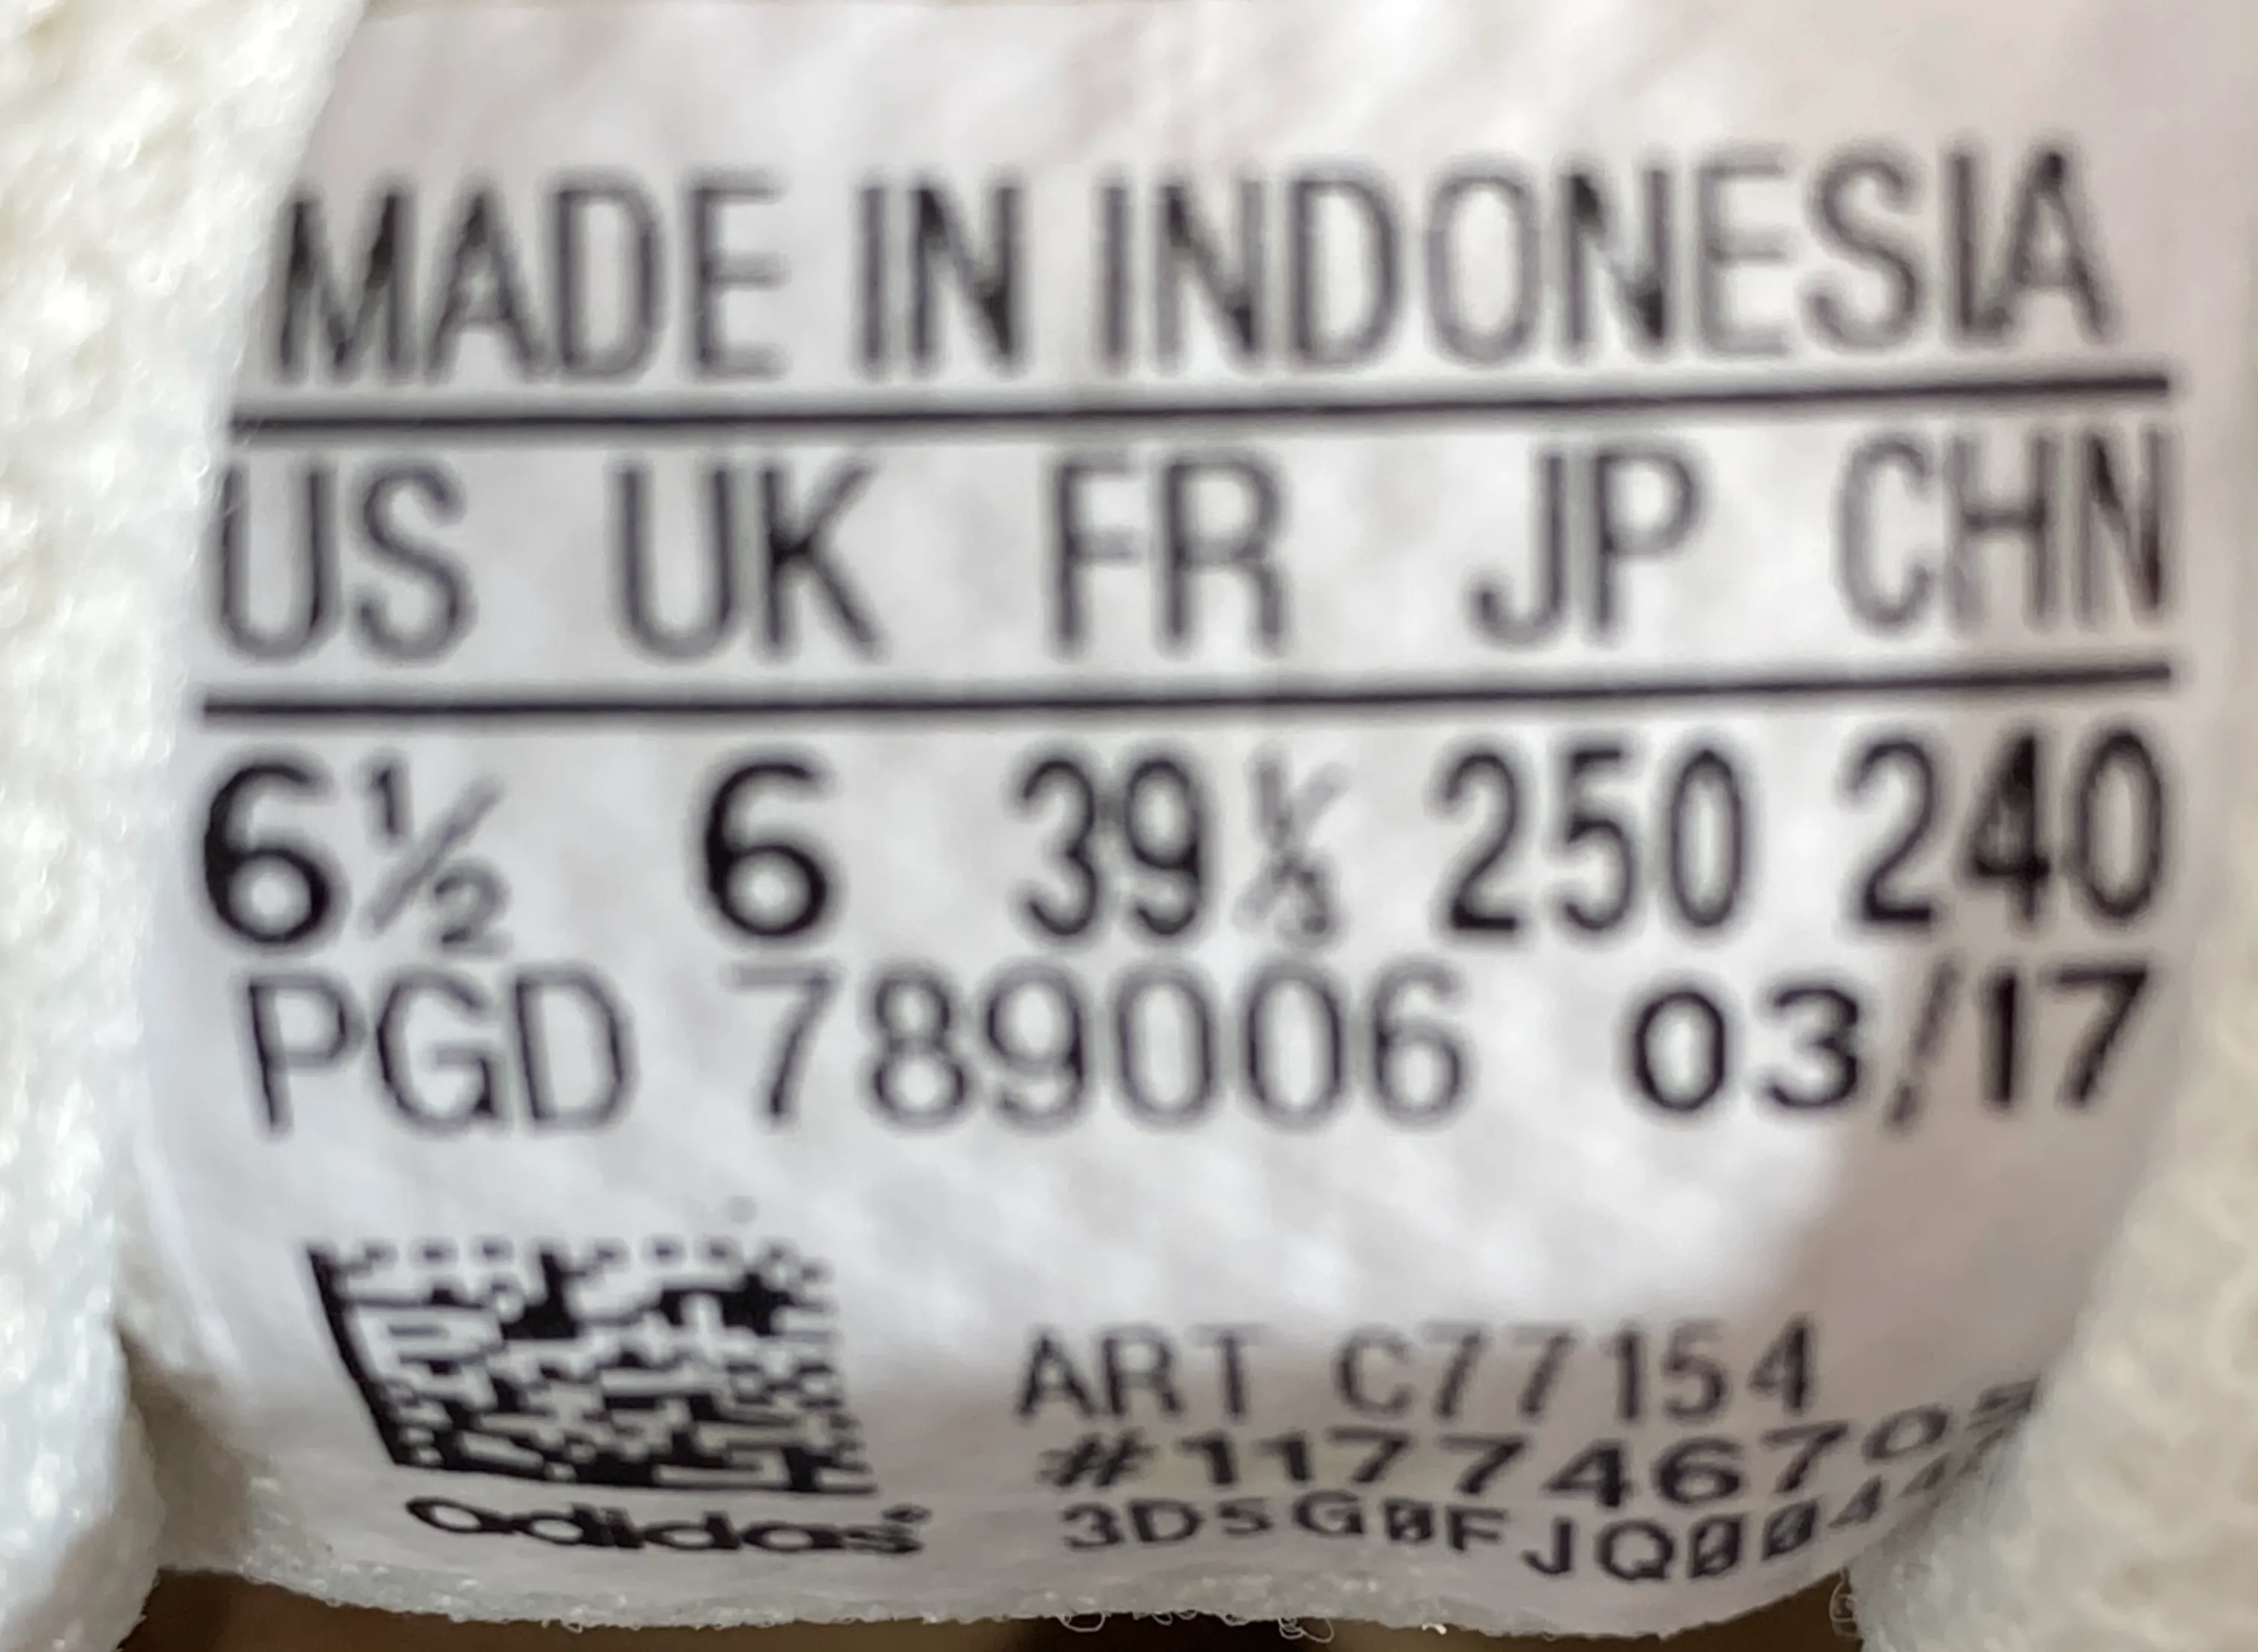 MADE IN INDONESIA
US UK FR JP CHN
6½ 6 39⅓ 250 240
PGD 789006 03/17
ART C77154
adidas